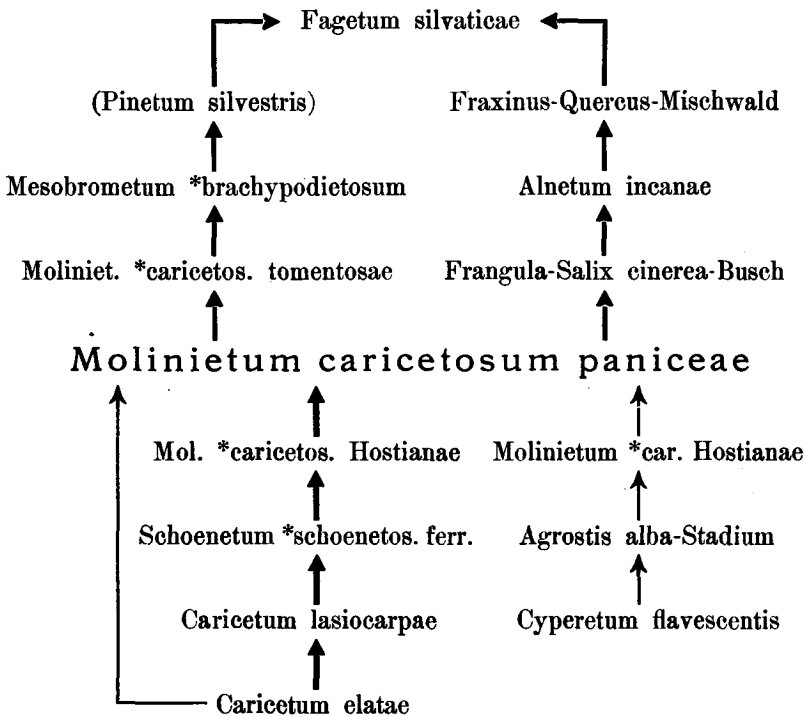 Fagetum silvaticae
(Pinetum silvestris) Fraxinus-Quercus-Mischwald
Mesobrometum *brachypodietosum Alnetum incanae
Moliniet. *caricetos. tomentosae Frangula-Salix cinerea-Busch
Molinietum caricetosum paniceae
Mol. *caricetos. Hostianae Molinietum *car. Hostianae
Schoenetum *schoenetos. ferr. Agrostis alba-Stadium
Caricetum lasiocarpae Cyperetum flavescentis
Caricetum elatae